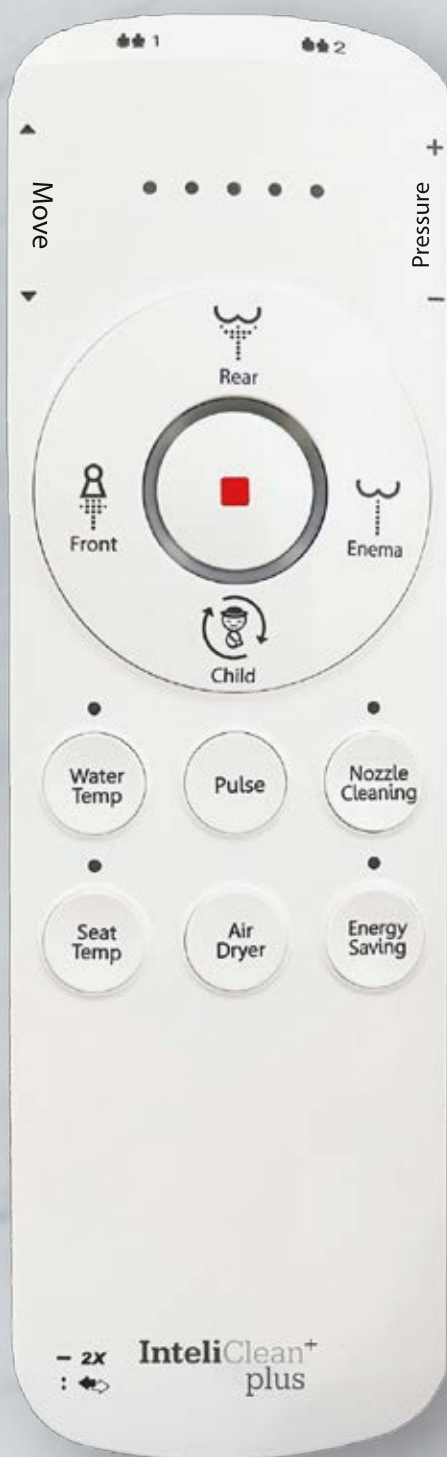 1
2
Move
+
Pressure
−
Rear
Front
Enema
Child
Water
Temp
Pulse
Nozzle
Cleaning
Seat
Temp
Air
Dryer
Energy
Saving
− 2X
:
InteliClean+
plus